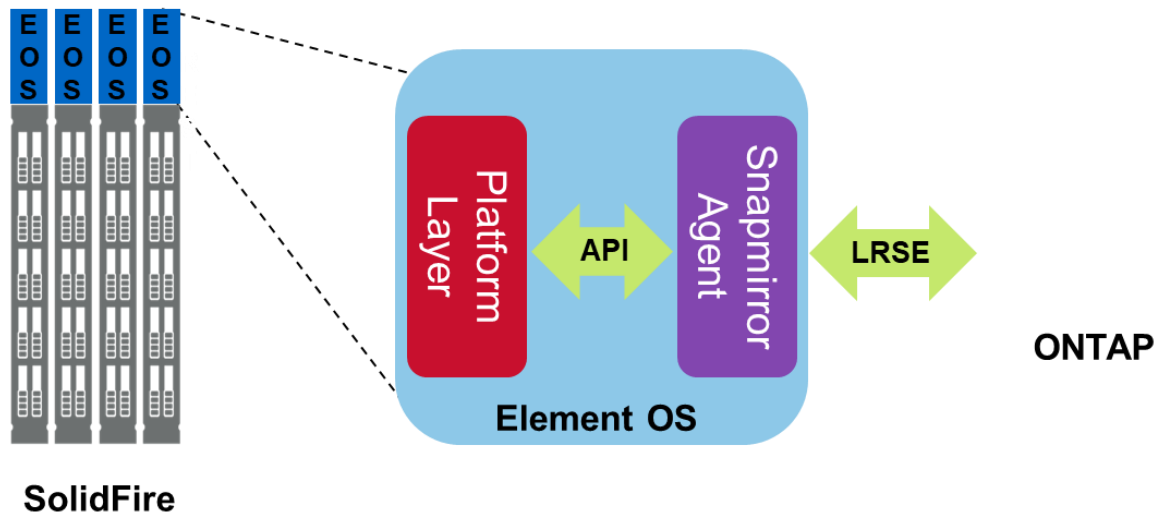 E
O
S
E
O
S
E
O
S
E
O
S
Platform
Layer
API
Snapmirror
Agent
LRSE
ONTAP
Element OS
SolidFire